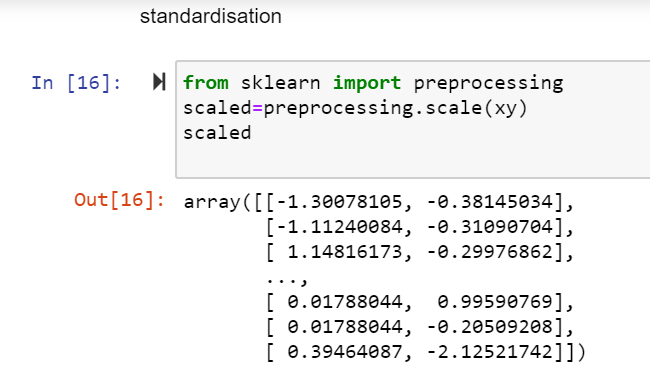 standardisation
In [16]: from sklearn import preprocessing
scaled=preprocessing.scale(xy)
scaled
Out[16]: array([[-1.30078105, -0.38145034],
[-1.11240084, -0.31090704],
[ 1.14816173, -0.29976862],
...,
[ 0.01788044,  0.99590769],
[ 0.01788044, -0.20509208],
[ 0.39464087, -2.12521742]])